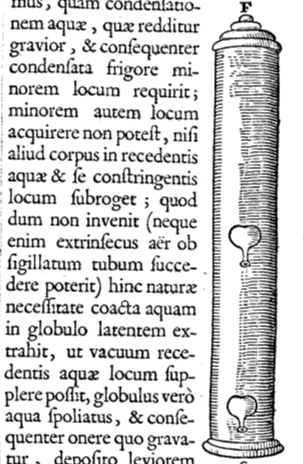 mus, quam condensatio-
nem aquæ, quæ redditur
gravior, & consequenter
condensata frigore mi-
norem locum requirit;
minorem autem locum
acquirere non potest, nisi
aliud corpus in recedentis
aquæ & se constringentis
locum subroget; quod
dum non invenit (neque
enim extrinsecus aër ob
sigillatum tubum succe-
dere poterit) hinc naturæ
necessitate coacta aquam
in globulo latentem ex-
trahit, ut vacuum rece-
dentis aquæ locum sup-
plere possit, globulus verò
aqua spoliatus, & conse-
quenter onere quo grava-
tur, deposito leviorem
F